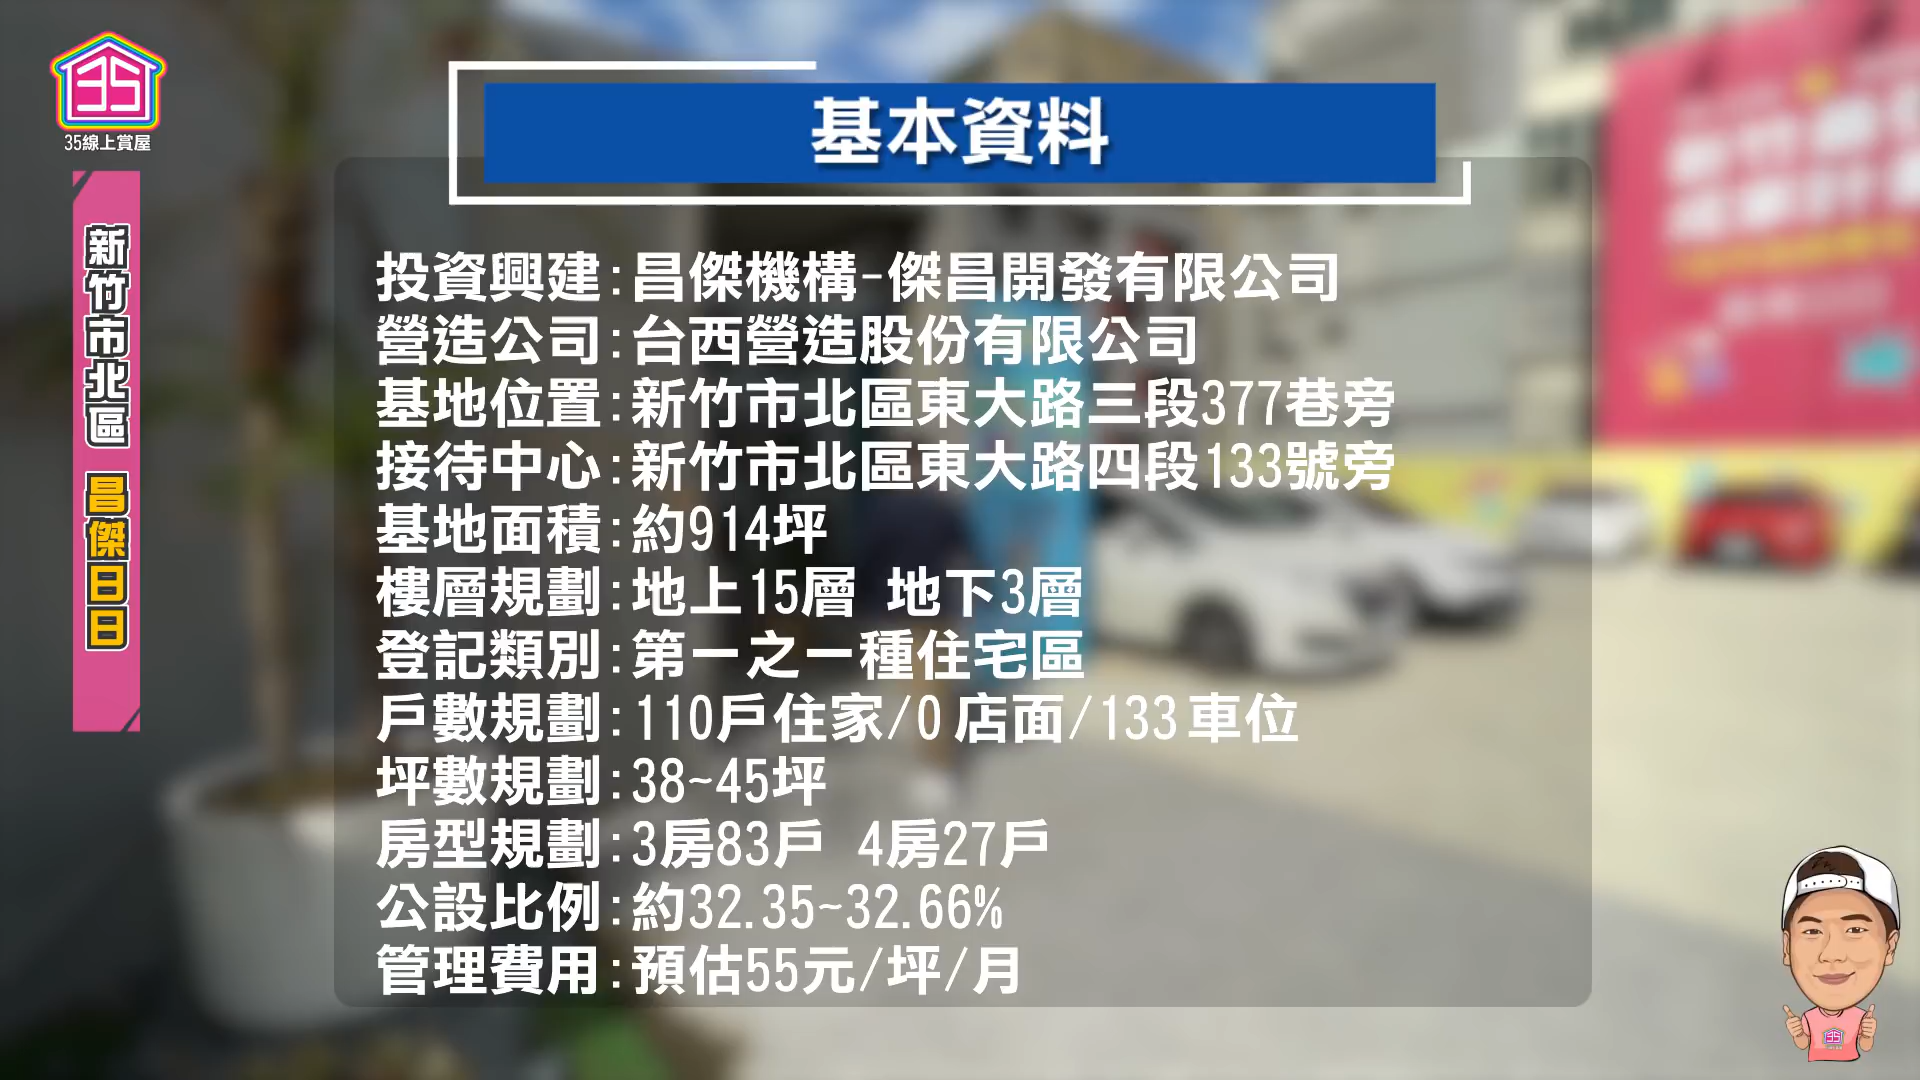 35線上賞屋
新竹市北區 昌傑日日
基本資料
投資興建:昌傑機構-傑昌開發有限公司
營造公司:台西營造股份有限公司
基地位置:新竹市北區東大路三段377巷旁
接待中心:新竹市北區東大路四段133號旁
基地面積:約914坪
樓層規劃:地上15層 地下3層
登記類別:第一之一種住宅區
戶數規劃:110戶住家/0店面/133車位
坪數規劃:38~45坪
房型規劃:3房83戶 4房27戶
公設比例:約32.35~32.66%
管理費用:預估55元/坪/月